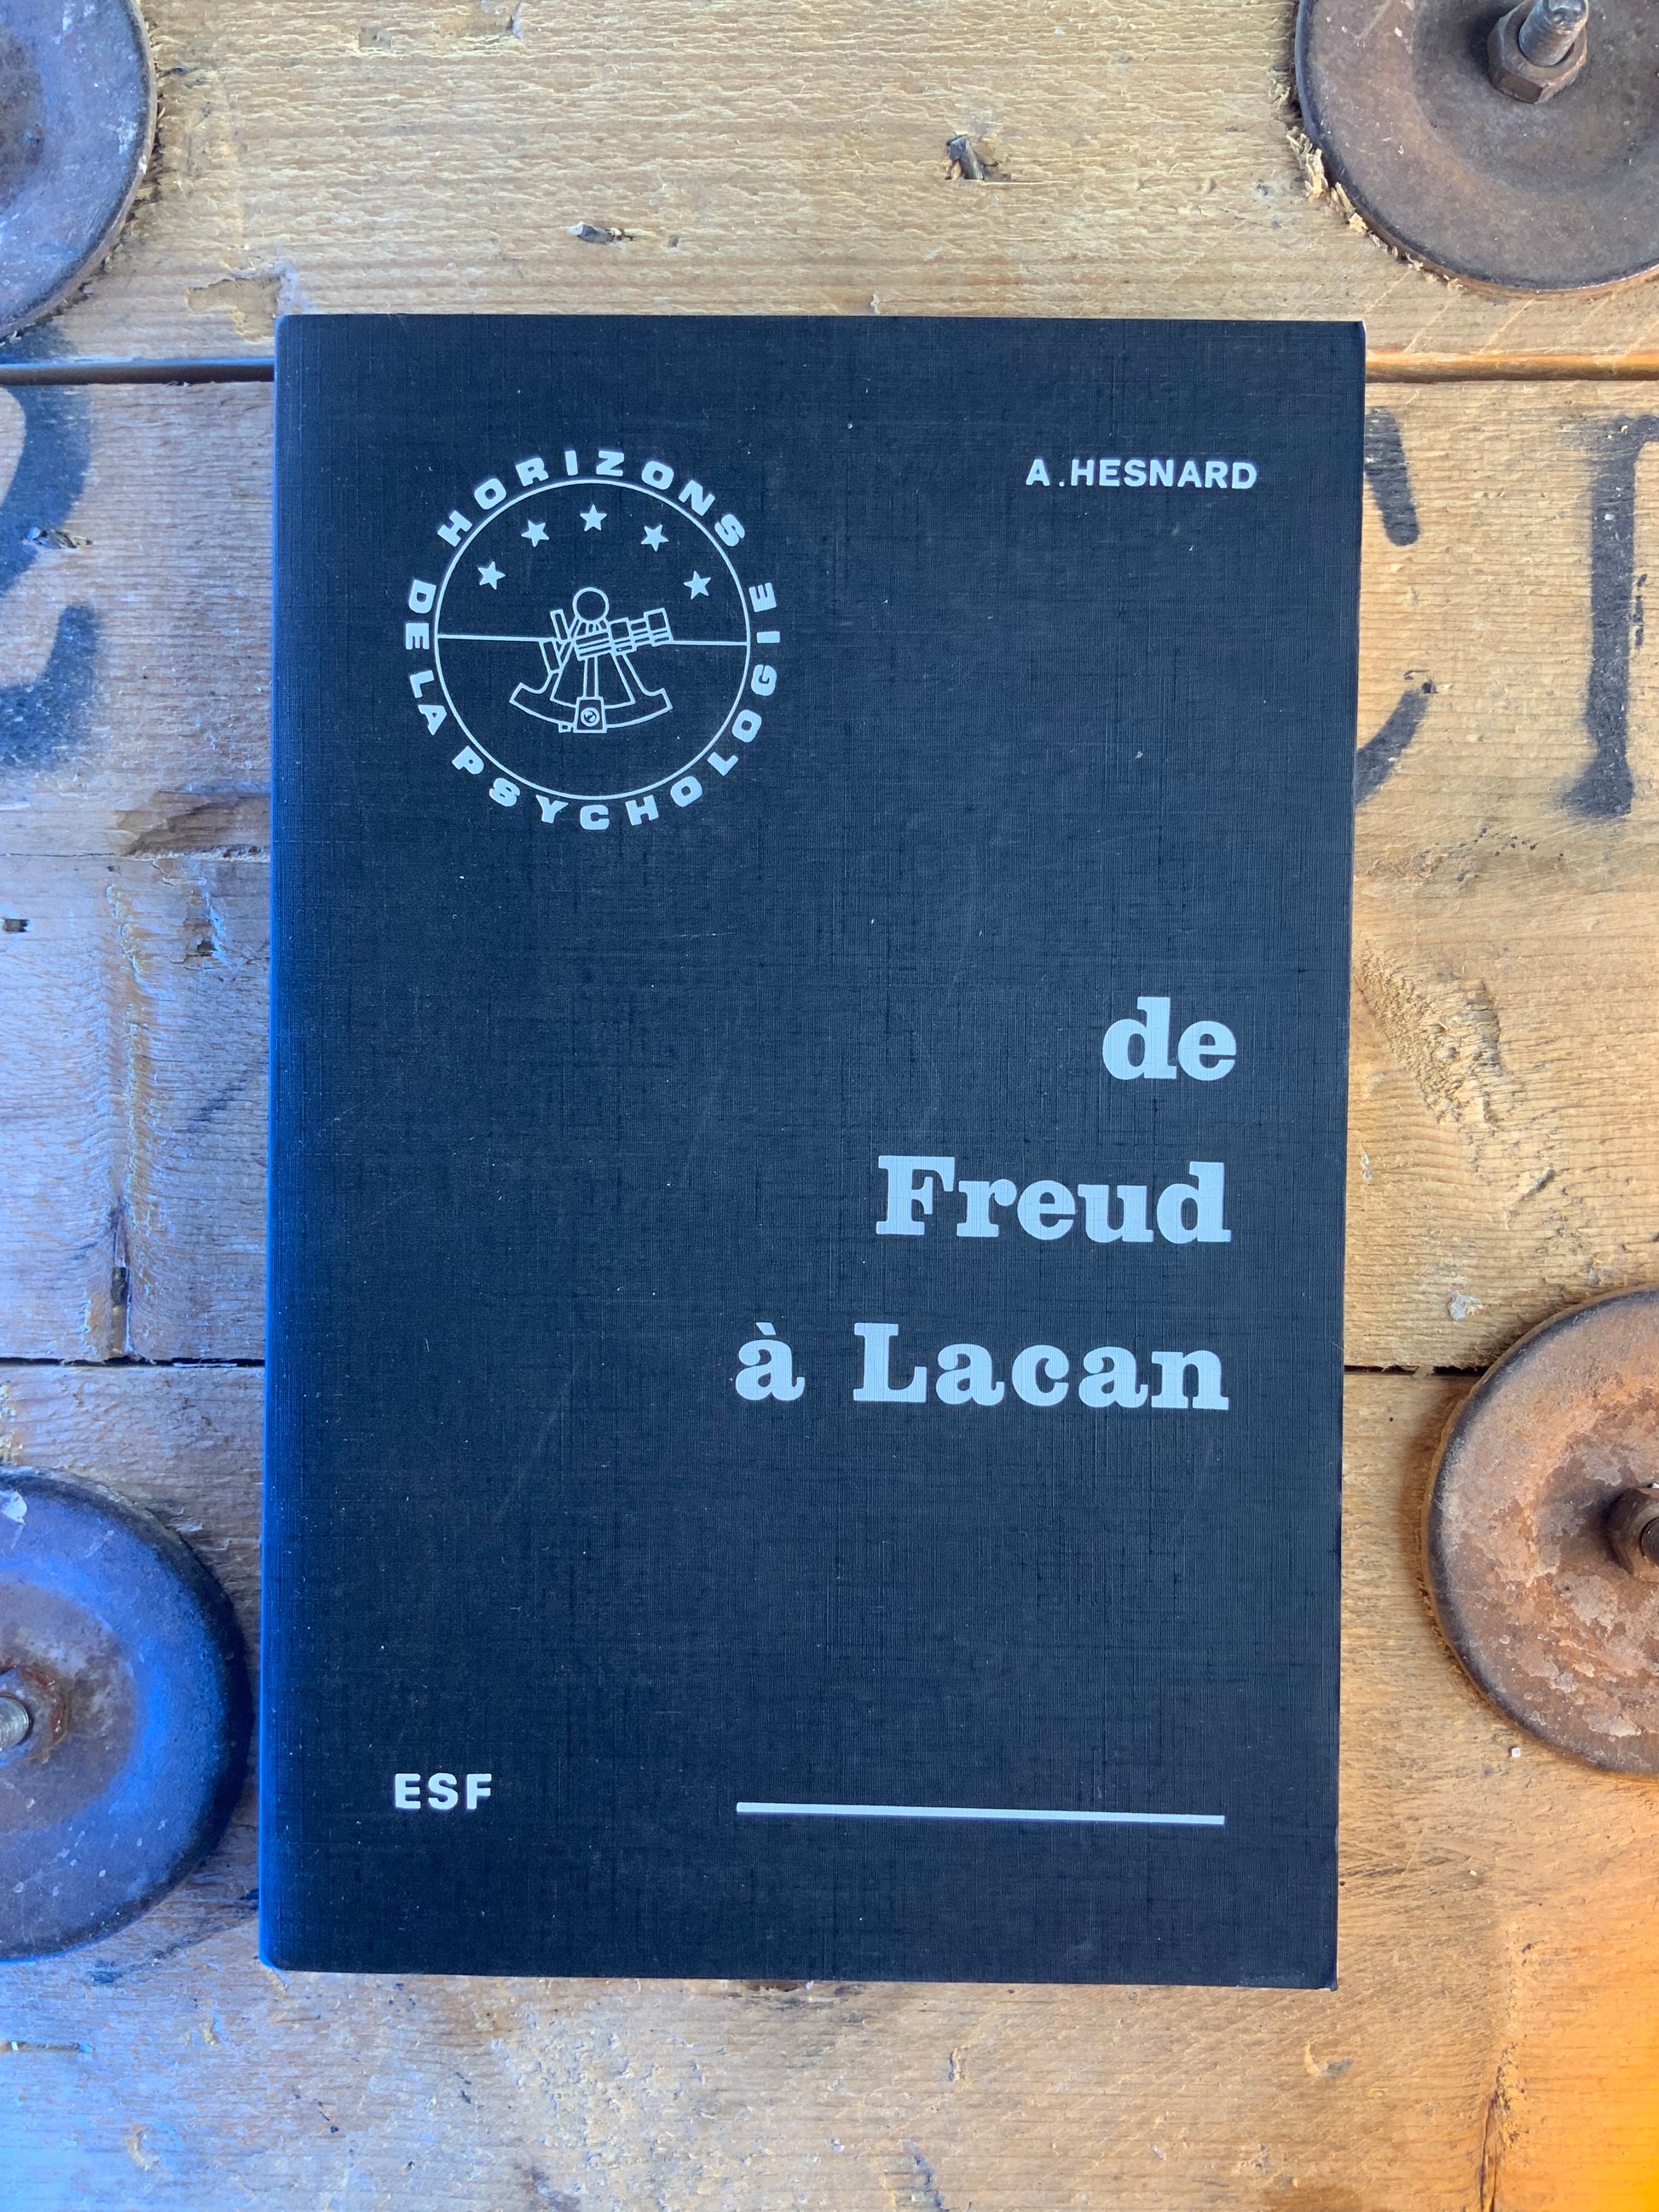 HORIZONS
DE LA PSYCHOLOGIE
A.HESNARD
de
Freud
à Lacan
ESF